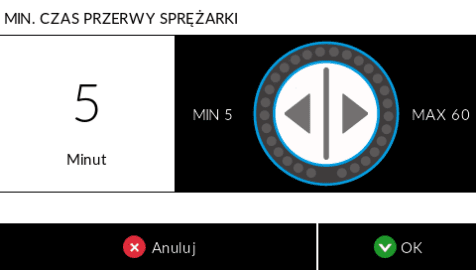 MIN. CZAS PRZERWY SPRĘŻARKI
5
Minut
MIN 5
MAX 60
Anuluj
OK